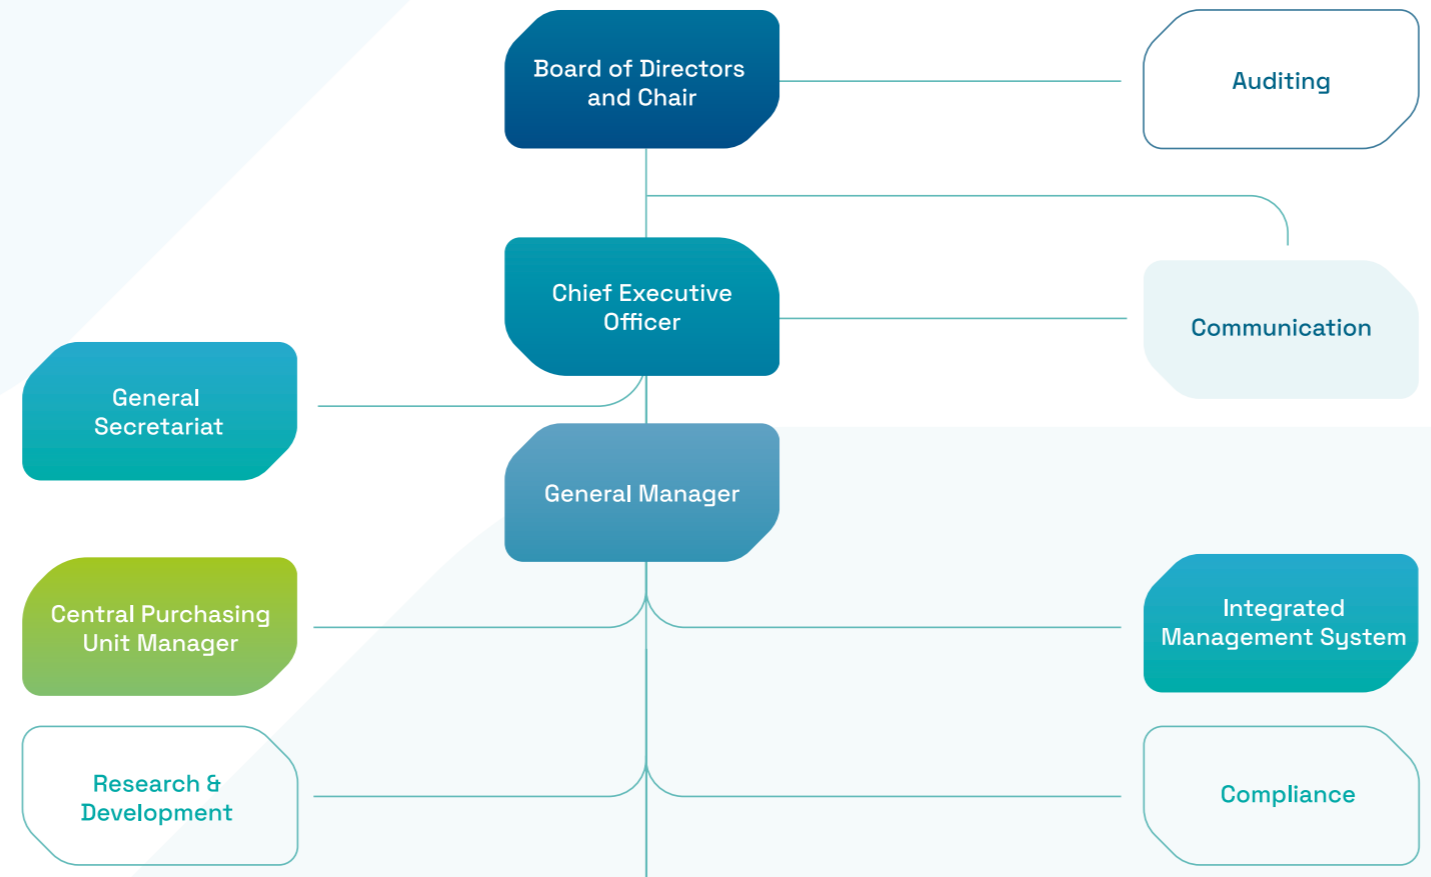 Board of Directors
and Chair
Auditing
Chief Executive
Officer
Communication
General
Secretariat
General Manager
Central Purchasing
Unit Manager
Integrated
Management System
Research &
Development
Compliance